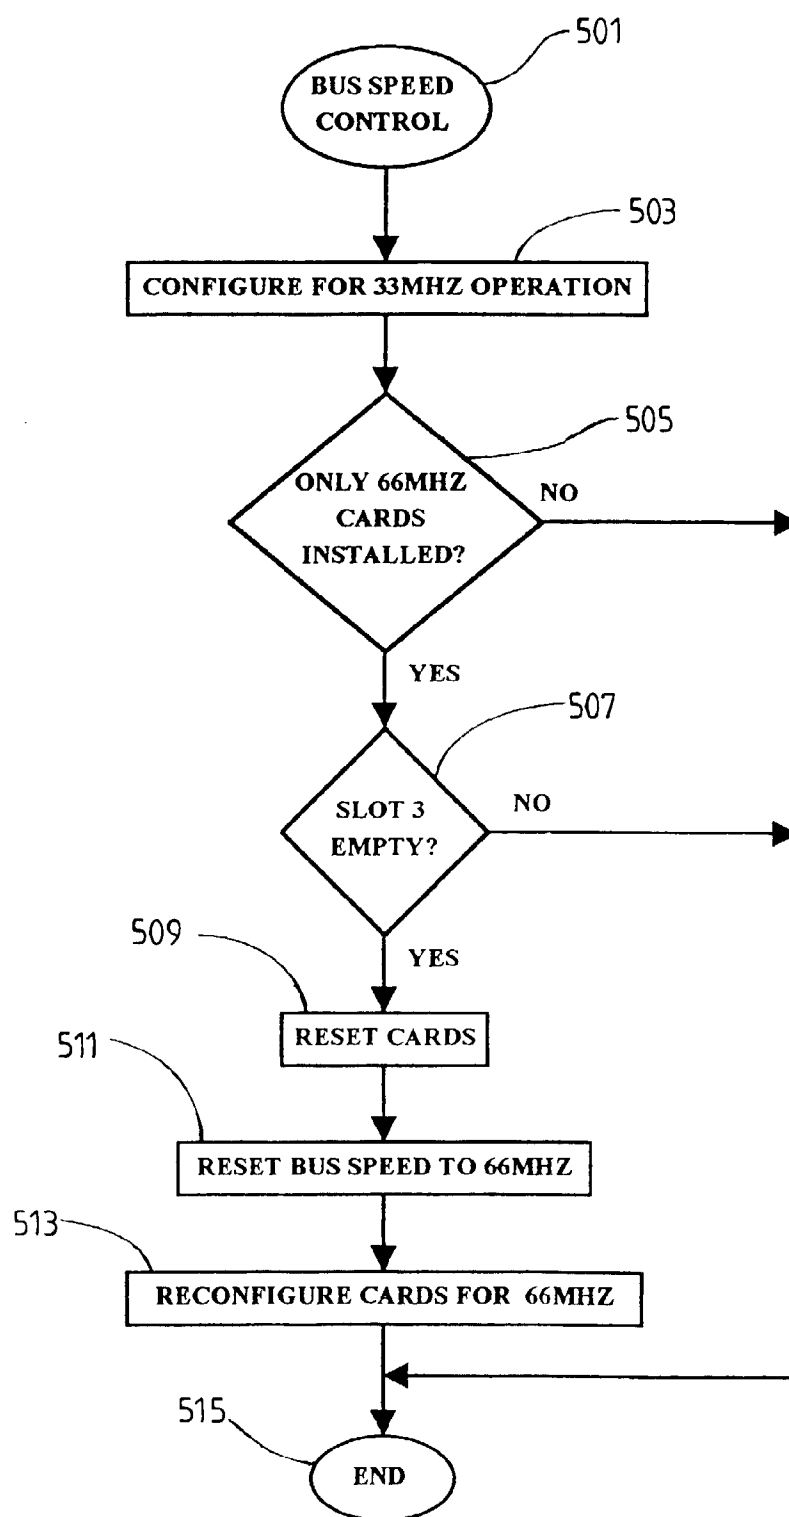 501
BUS SPEED
CONTROL
503
CONFIGURE FOR 33MHZ OPERATION
505
ONLY 66MHZ
CARDS
INSTALLED?
NO
YES
507
SLOT 3
EMPTY?
NO
509
YES
RESET CARDS
511
RESET BUS SPEED TO 66MHZ
513
RECONFIGURE CARDS FOR 66MHZ
515
END